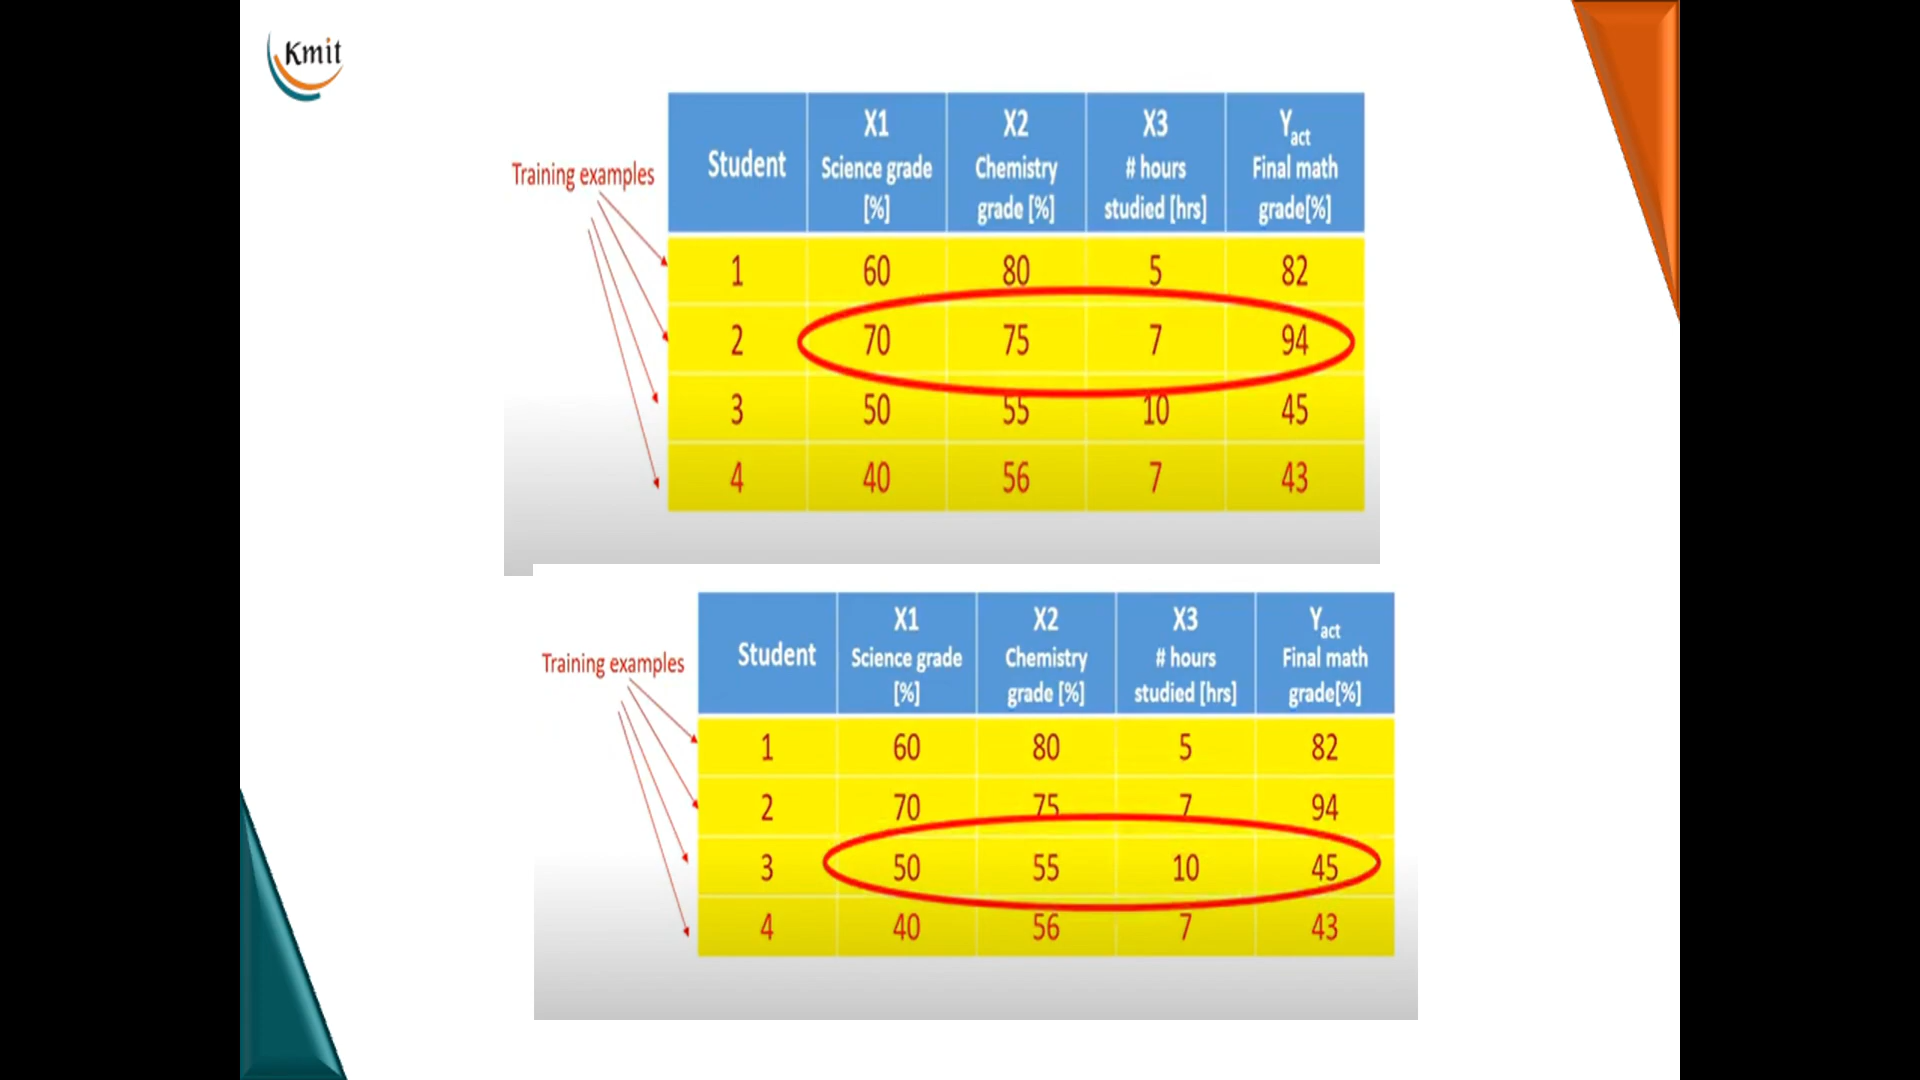 Kmit
Training examples
Student X1 Science grade [%] X2 Chemistry grade [%] X3 # hours studied [hrs] Yact Final math grade[%]
1 60 80 5 82
2 70 75 7 94
3 50 55 10 45
4 40 56 7 43
Training examples
Student X1 Science grade [%] X2 Chemistry grade [%] X3 # hours studied [hrs] Yact Final math grade[%]
1 60 80 5 82
2 70 75 7 94
3 50 55 10 45
4 40 56 7 43